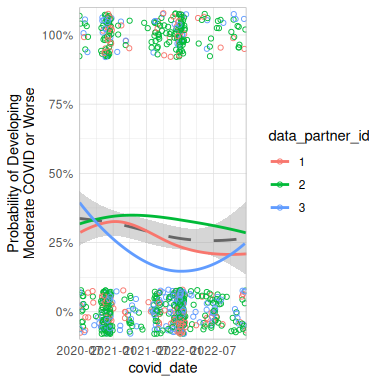 100%
75%
50%
25%
0%
Probability of Developing
Moderate COVID or Worse
2020-07 2021-01 2021-07 2022-01 2022-07
covid_date
data_partner_id
1
2
3